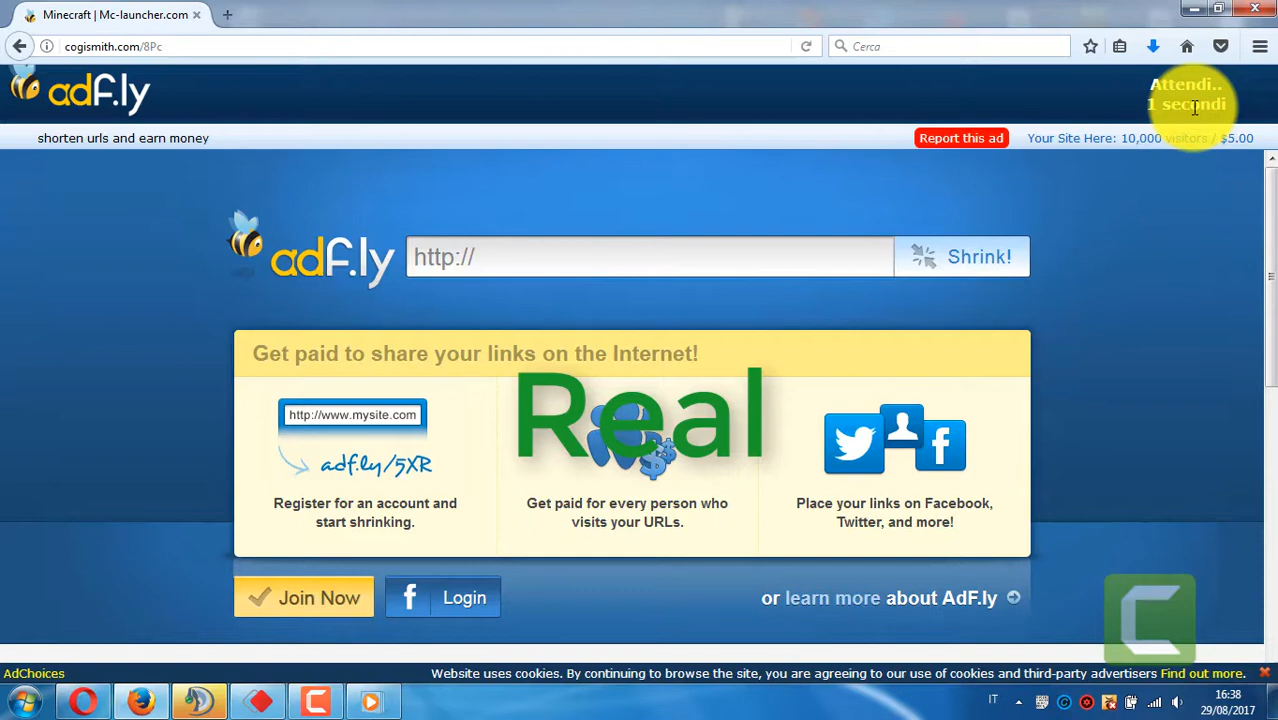 Minecraft | Mc-launcher.com
cogismith.com/8Pc
Cerca
adf.ly
Attendi..
1 secondi
shorten urls and earn money
Report this ad
Your Site Here: 10,000 visitors / $5.00
adf.ly
http://
Shrink!
Get paid to share your links on the Internet!
http://www.mysite.com
adf.ly/5XR
Real
Register for an account and
start shrinking.
Get paid for every person who
visits your URLs.
Place your links on Facebook,
Twitter, and more!
Join Now
f
Login
or learn more about AdF.ly
AdChoices
Website uses cookies. By continuing to browse the site, you are agreeing to our use of cookies and third-party advertisers Find out more.
IT
16:38
29/08/2017